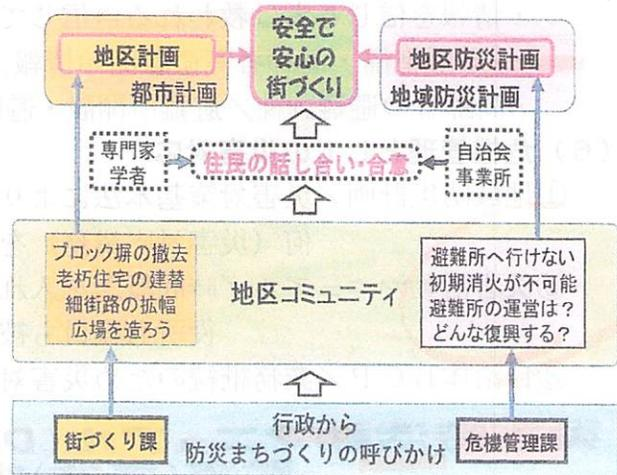 安全で
安心の
街づくり
地区計画
都市計画
地区防災計画
地域防災計画
専門家
学者
住民の話し合い・合意
自治会
事業所
ブロック塀の撤去
老朽住宅の建替
細街路の拡幅
広場を造ろう
地区コミュニティ
避難所へ行けない
初期消火が不可能
避難所の運営は?
どんな復興する?
街づくり課
行政から
防災まちづくりの呼びかけ
危機管理課